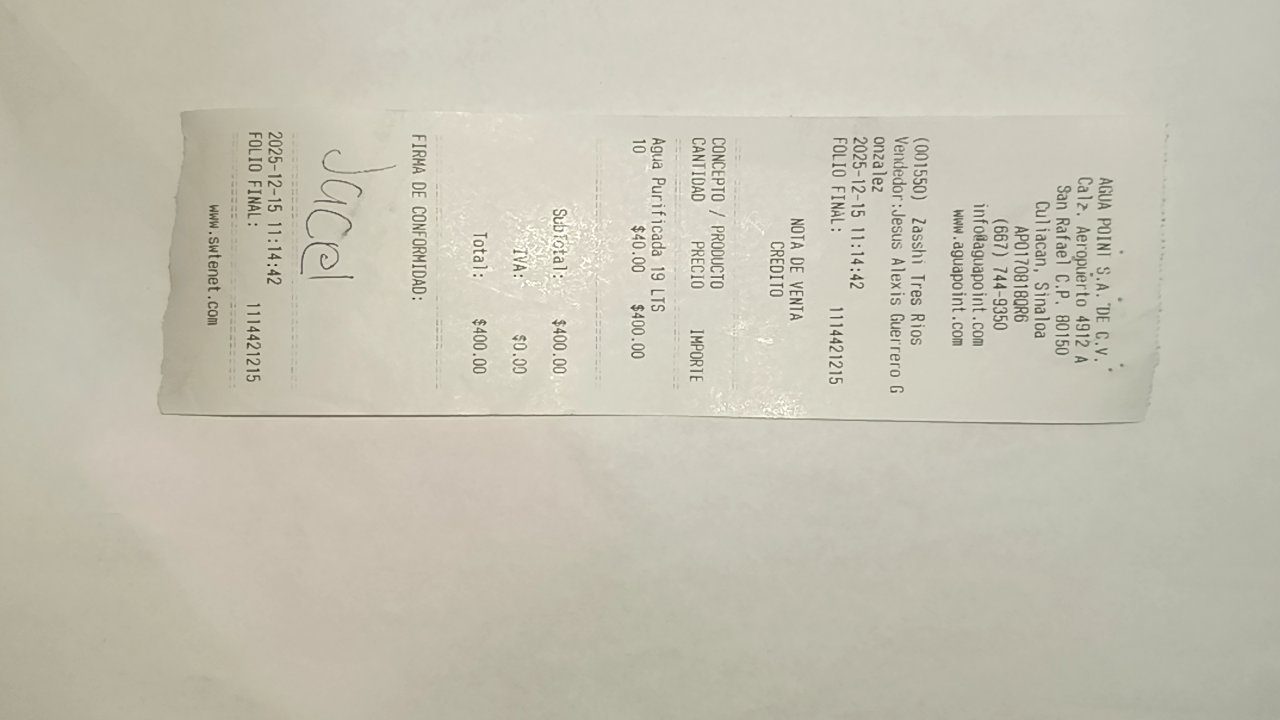 AGUA POINT S.A. DE C.V.
Calz. Aeropuerto 4912 A
San Rafael C.P. 80150
Culiacan, Sinaloa
APO170818QR6
(667) 744-9350
info@aguapoint.com
www.aguapoint.com
(001550) Zasshi Tres Rios
Vendedor:Jesus Alexis Guerrero G
onzalez
2025-12-15 11:14:42
FOLIO FINAL: 1114421215
NOTA DE VENTA
CREDITO
CONCEPTO / PRODUCTO
CANTIDAD PRECIO IMPORTE
Agua Purificada 19 LTS
10 $40.00 $400.00
SubTotal: $400.00
IVA: $0.00
Total: $400.00
FIRMA DE CONFORMIDAD:
Jacel
2025-12-15 11:14:42
FOLIO FINAL: 1114421215
www.swtenet.com